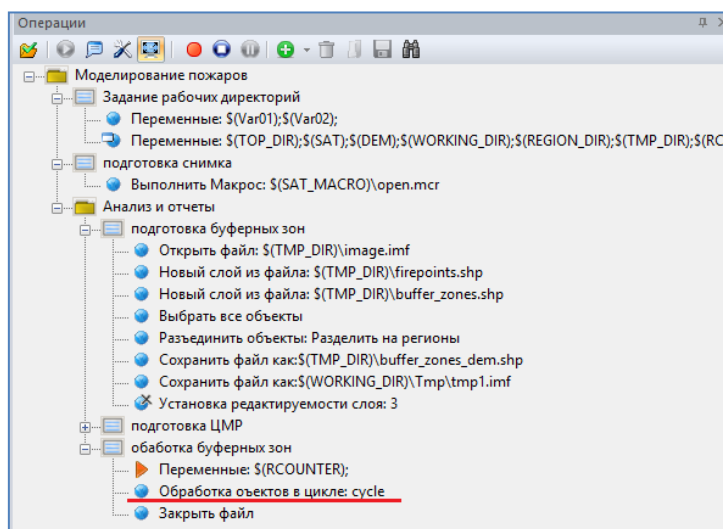 Операции
Моделирование пожаров
Задание рабочих директорий
Переменные: $(Var01);$(Var02);
Переменные: $(TOP_DIR);$(SAT);$(DEM);$(WORKING_DIR);$(REGION_DIR);$(TMP_DIR);$(RC
подготовка снимка
Выполнить Макрос: $(SAT_MACRO)\open.mcr
Анализ и отчеты
подготовка буферных зон
Открыть файл: $(TMP_DIR)\image.imf
Новый слой из файла: $(TMP_DIR)\firepoints.shp
Новый слой из файла: $(TMP_DIR)\buffer_zones.shp
Выбрать все объекты
Разъединить объекты: Разделить на регионы
Сохранить файл как:$(TMP_DIR)\buffer_zones_dem.shp
Сохранить файл как:$(WORKING_DIR)\Tmp\tmp1.imf
Установка редактируемости слоя: 3
подготовка ЦМР
обаботка буферных зон
Переменные: $(RCOUNTER);
Обработка оъектов в цикле: cycle
Закрыть файл